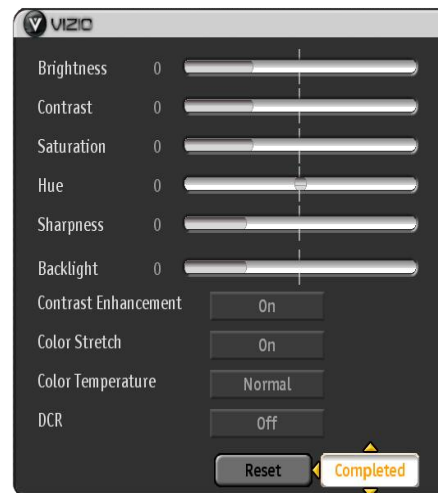 VIZIO
Brightness 0
Contrast 0
Saturation 0
Hue 0
Sharpness 0
Backlight 0
Contrast Enhancement On
Color Stretch On
Color Temperature Normal
DCR Off
Reset Completed